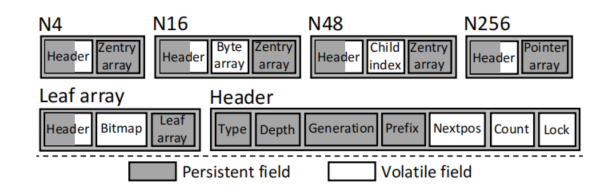 N4 N16 N48 N256
Header Zentry array Header Byte array Zentry array Header Child index Zentry array Header Pointer array
Leaf array Header
Header Bitmap Leaf array Type Depth Generation Prefix Nextpos Count Lock
Persistent field Volatile field